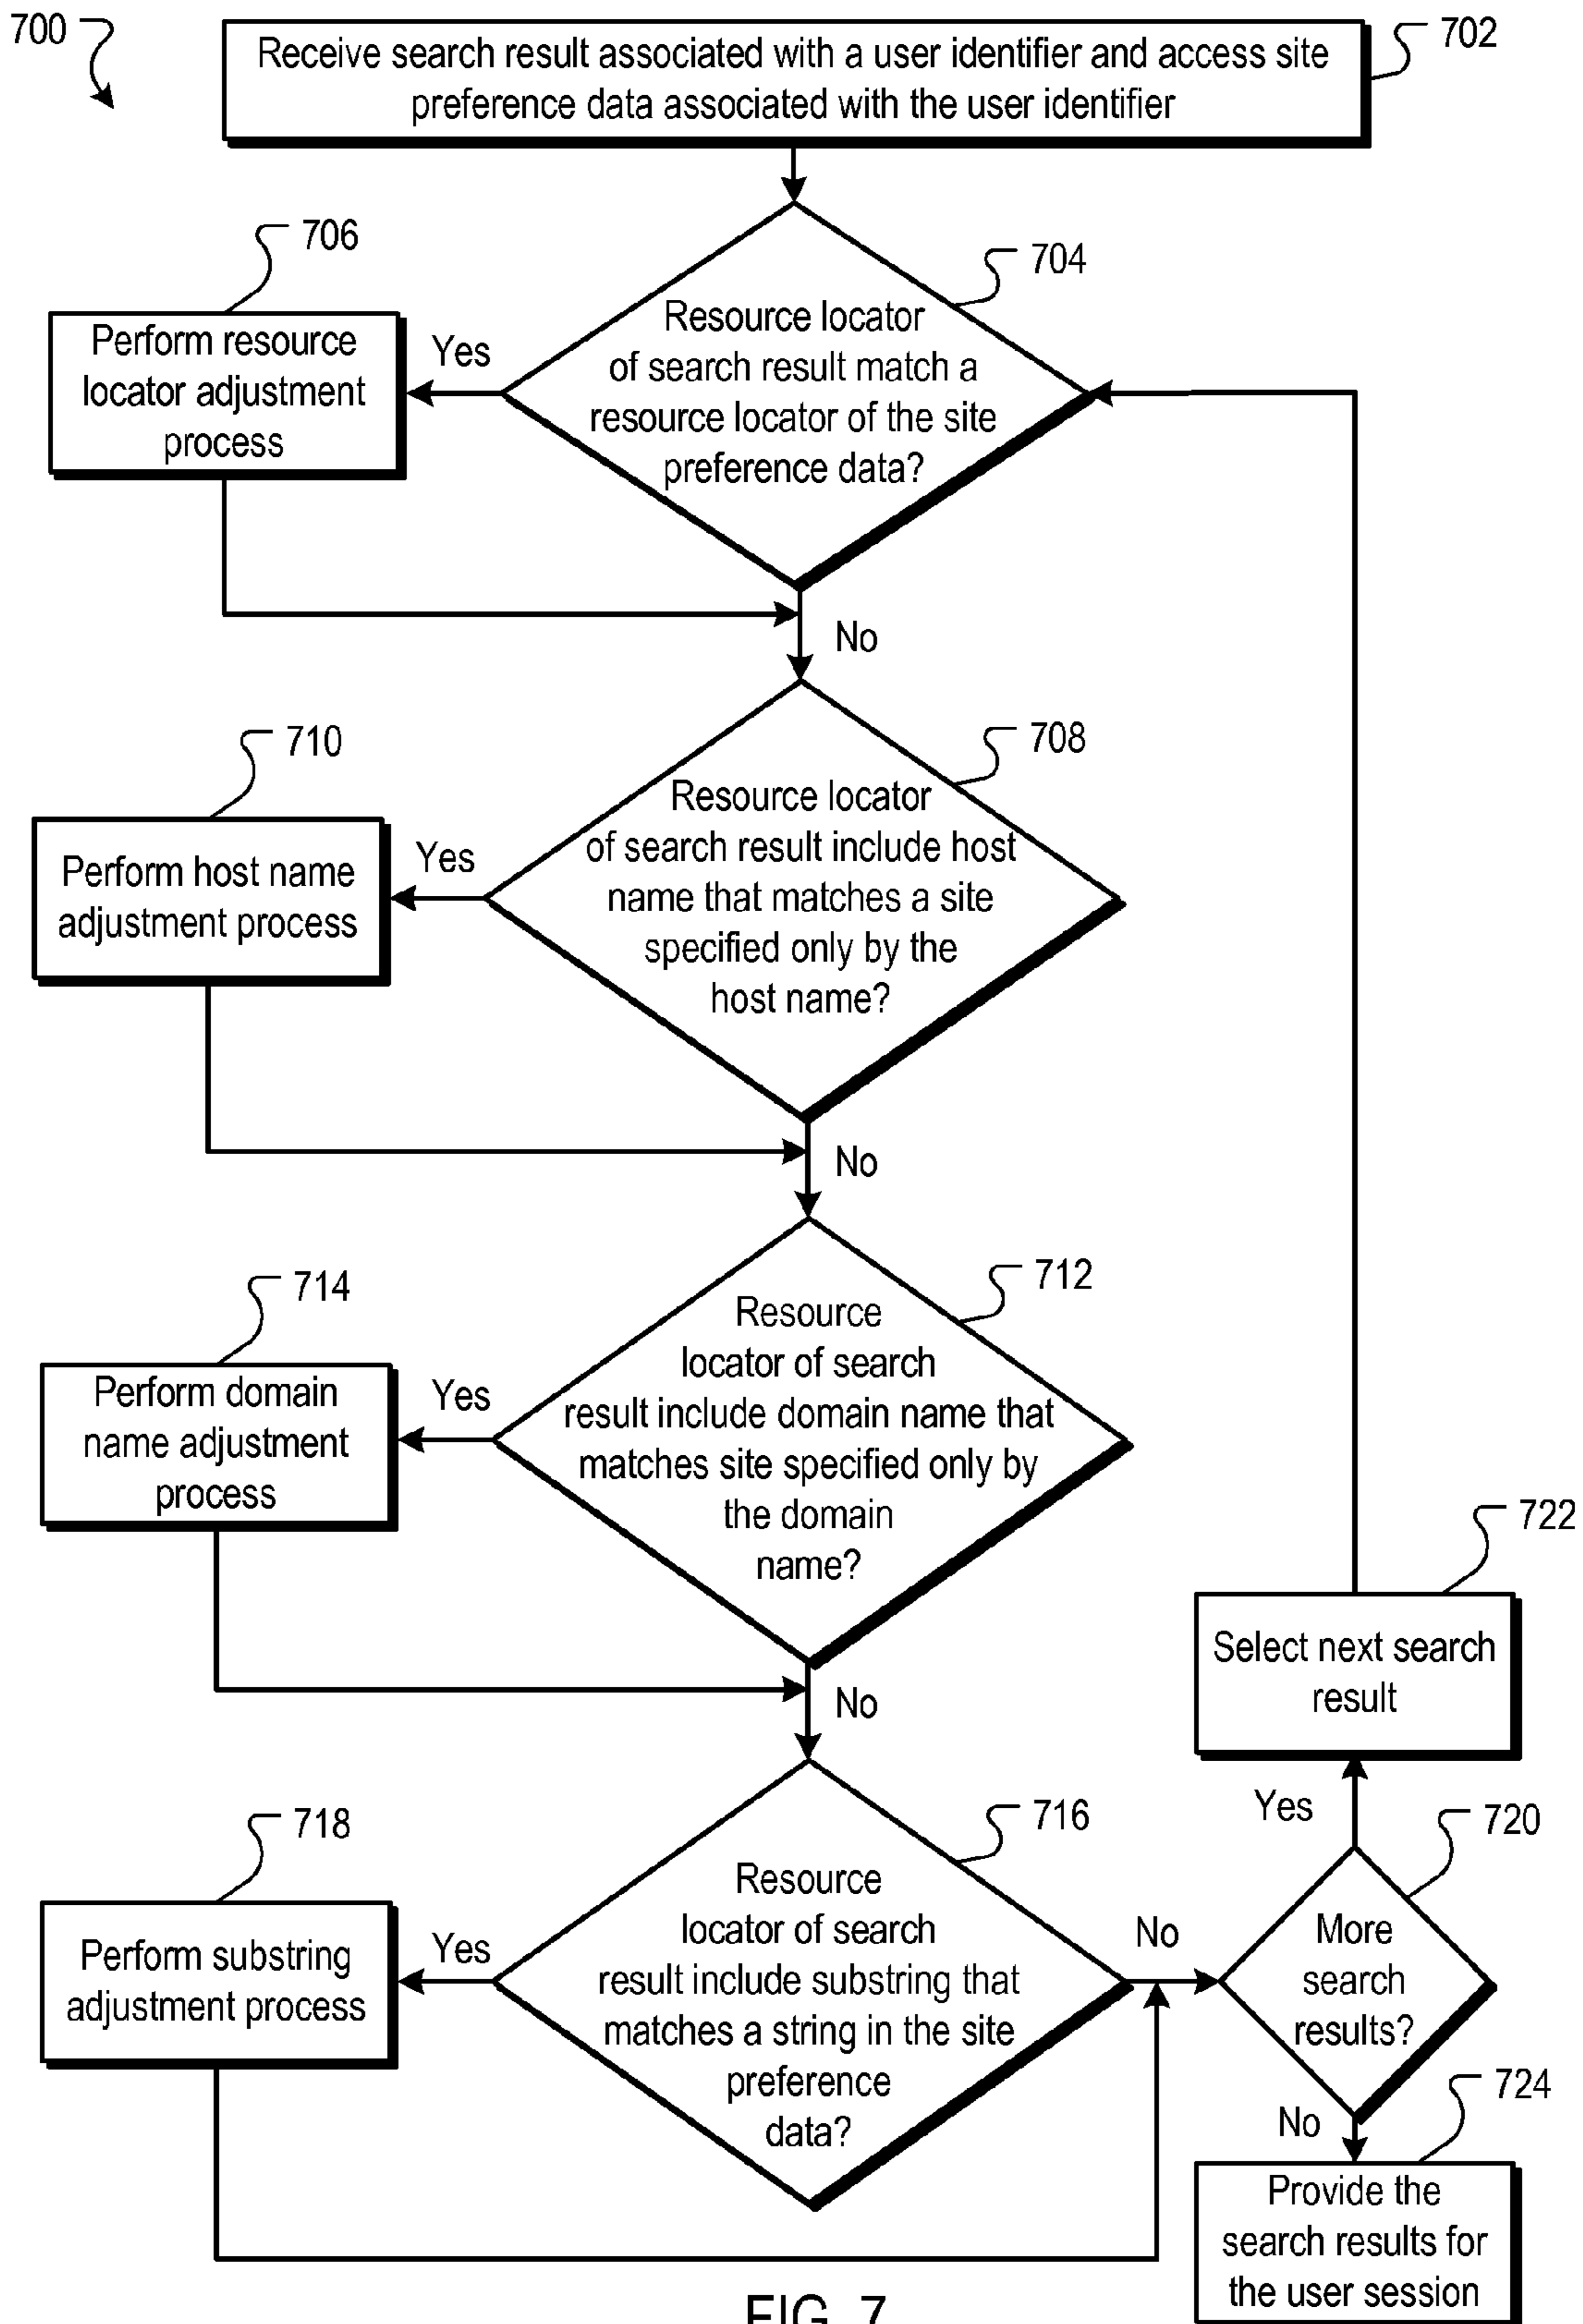 700
702
Receive search result associated with a user identifier and access site
preference data associated with the user identifier
706
704
Perform resource
locator adjustment
process
Yes
Resource locator
of search result match a
resource locator of the site
preference data?
No
710
708
Perform host name
adjustment process
Yes
Resource locator
of search result include host
name that matches a site
specified only by the
host name?
No
714
712
Perform domain
name adjustment
process
Yes
Resource
locator of search
result include domain name that
matches site specified only by
the domain
name?
No
722
Select next search
result
Yes
718
716
720
Perform substring
adjustment process
Yes
Resource
locator of search
result include substring that
matches a string in the site
preference
data?
No
More
search
results?
No
724
Provide the
search results for
the user session
FIG. 7